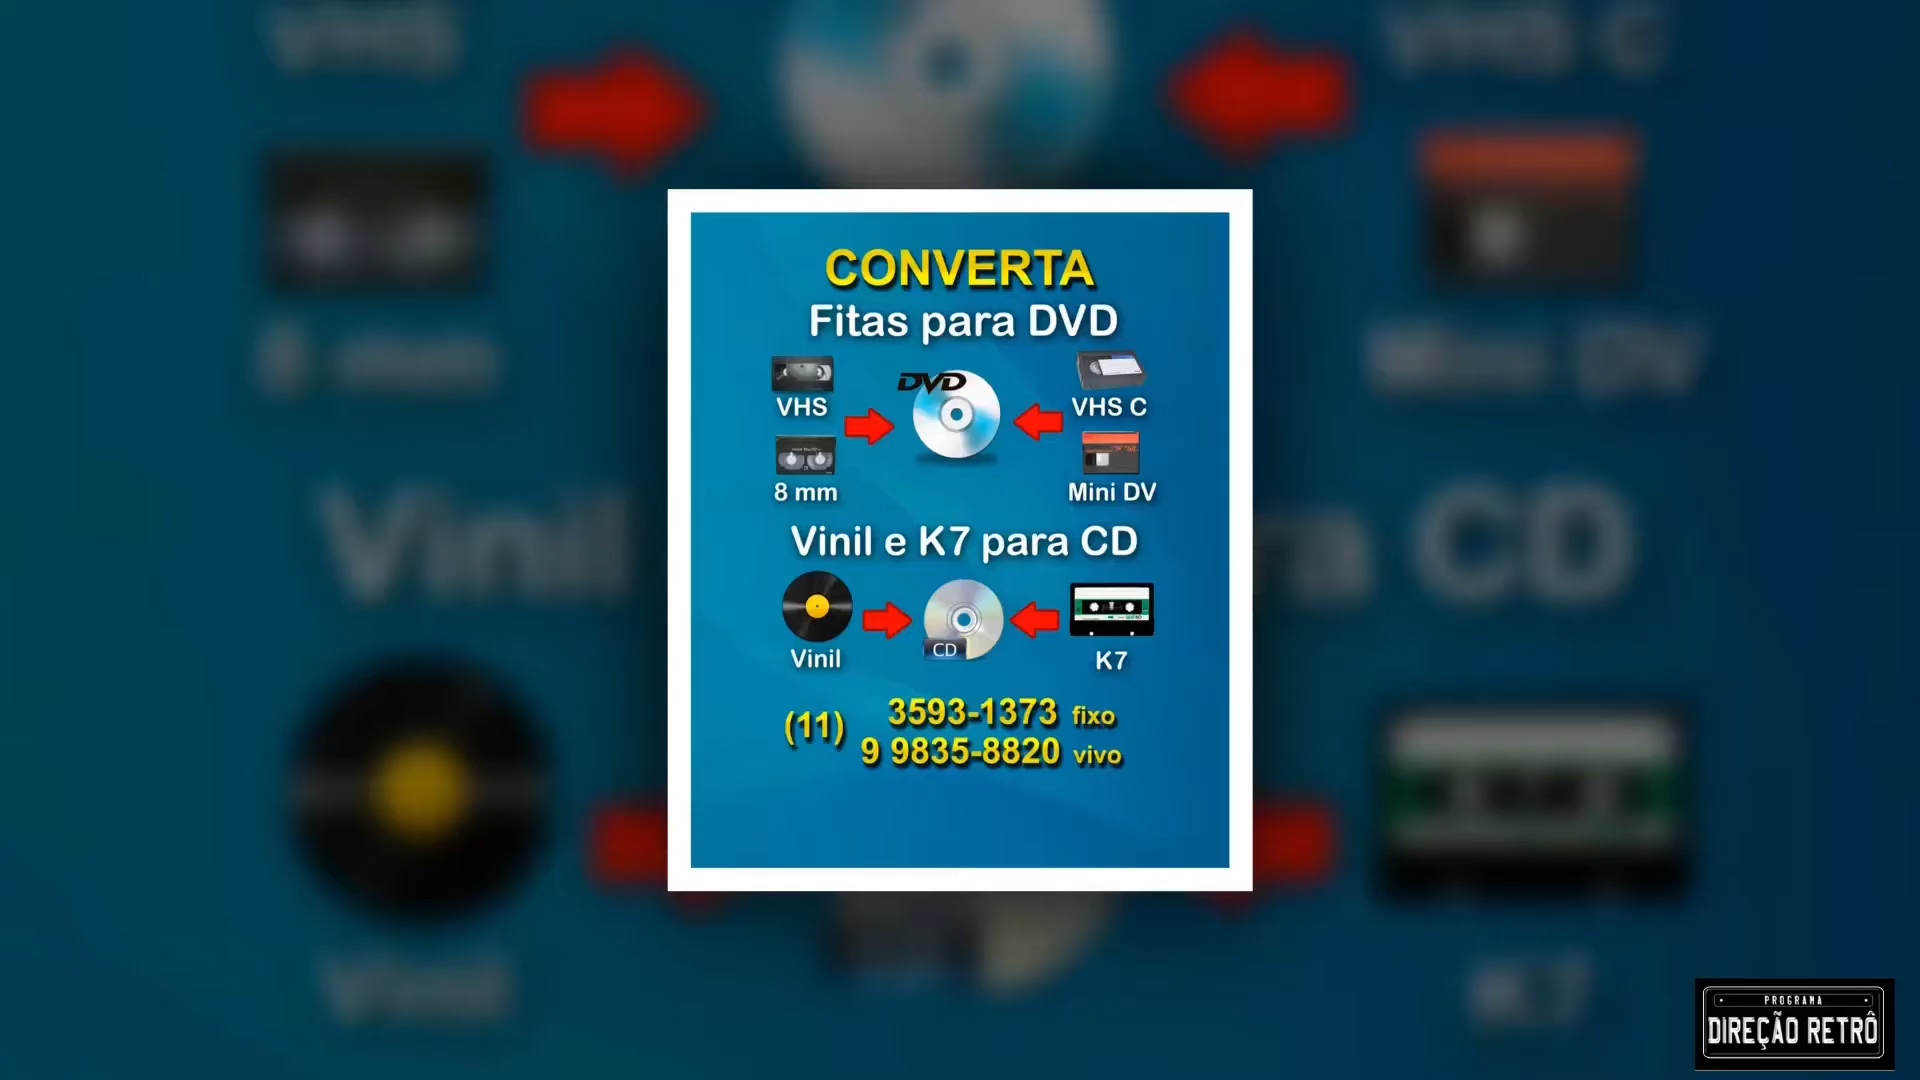 CONVERTA
Fitas para DVD
DVD
VHS
VHS C
8 mm
Mini DV
Vinil e K7 para CD
CD
Vinil
K7
(11)
3593-1373 fixo
9 9835-8820 vivo
PROGRAMA
DIREÇÃO RETRÔ